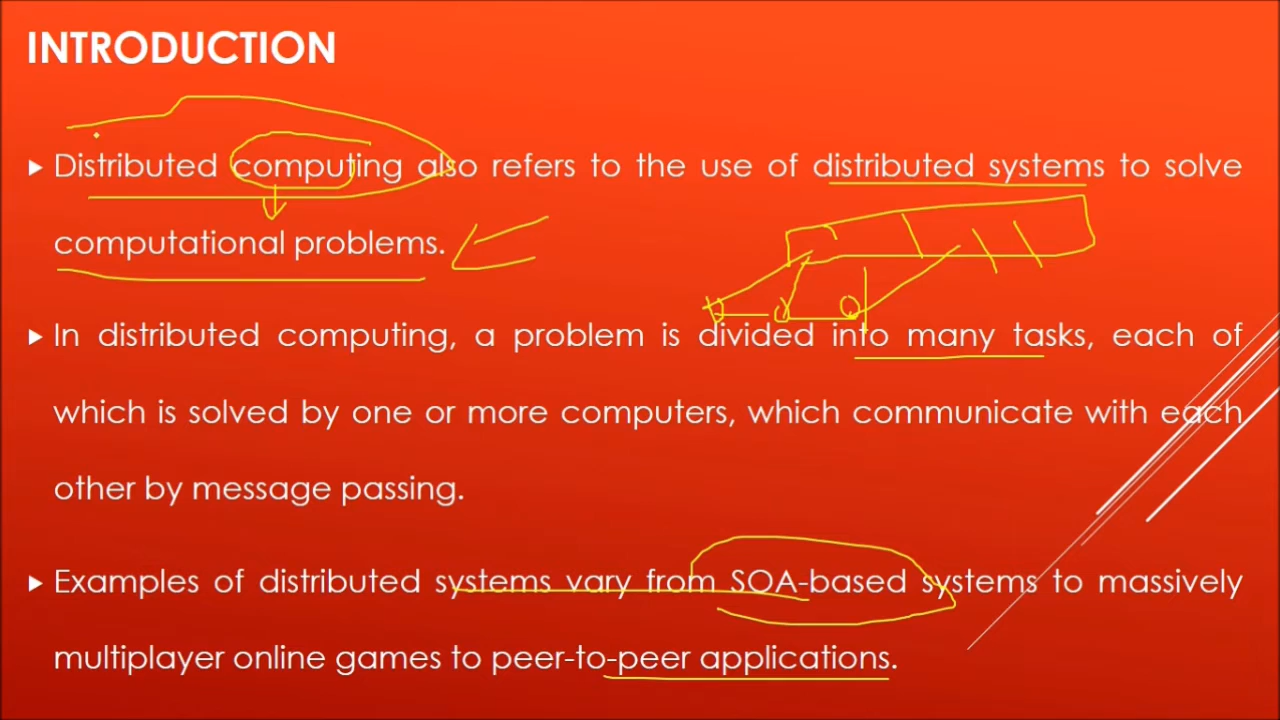 INTRODUCTION
Distributed computing also refers to the use of distributed systems to solve
computational problems.
In distributed computing, a problem is divided into many tasks, each of
which is solved by one or more computers, which communicate with each
other by message passing.
Examples of distributed systems vary from SOA-based systems to massively
multiplayer online games to peer-to-peer applications.